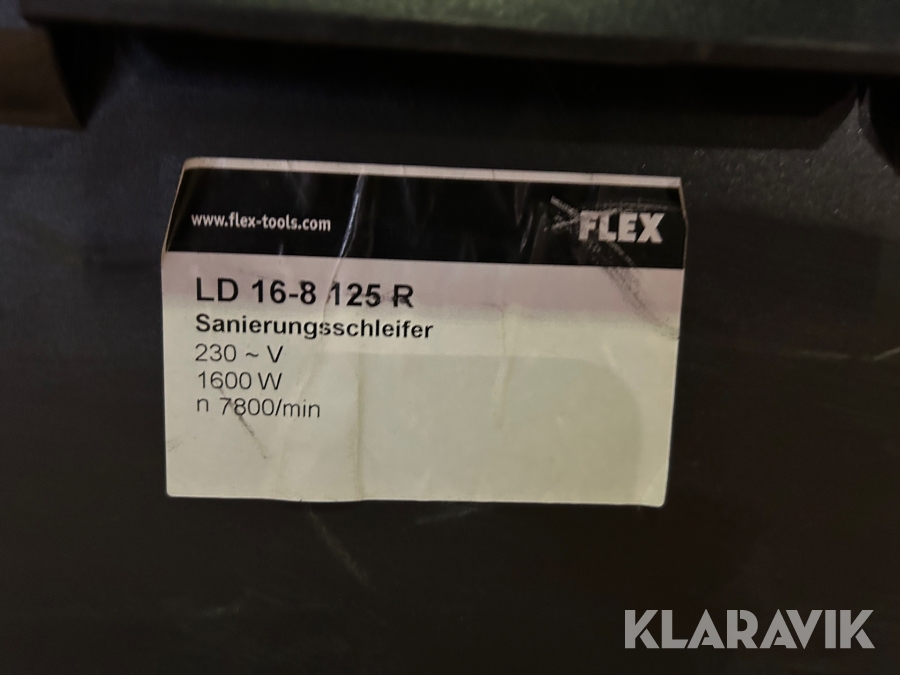 www.flex-tools.com
FLEX
LD 16-8 125 R
Sanierungsschleifer
230 ~ V
1600 W
n 7800/min
KLARAVIK